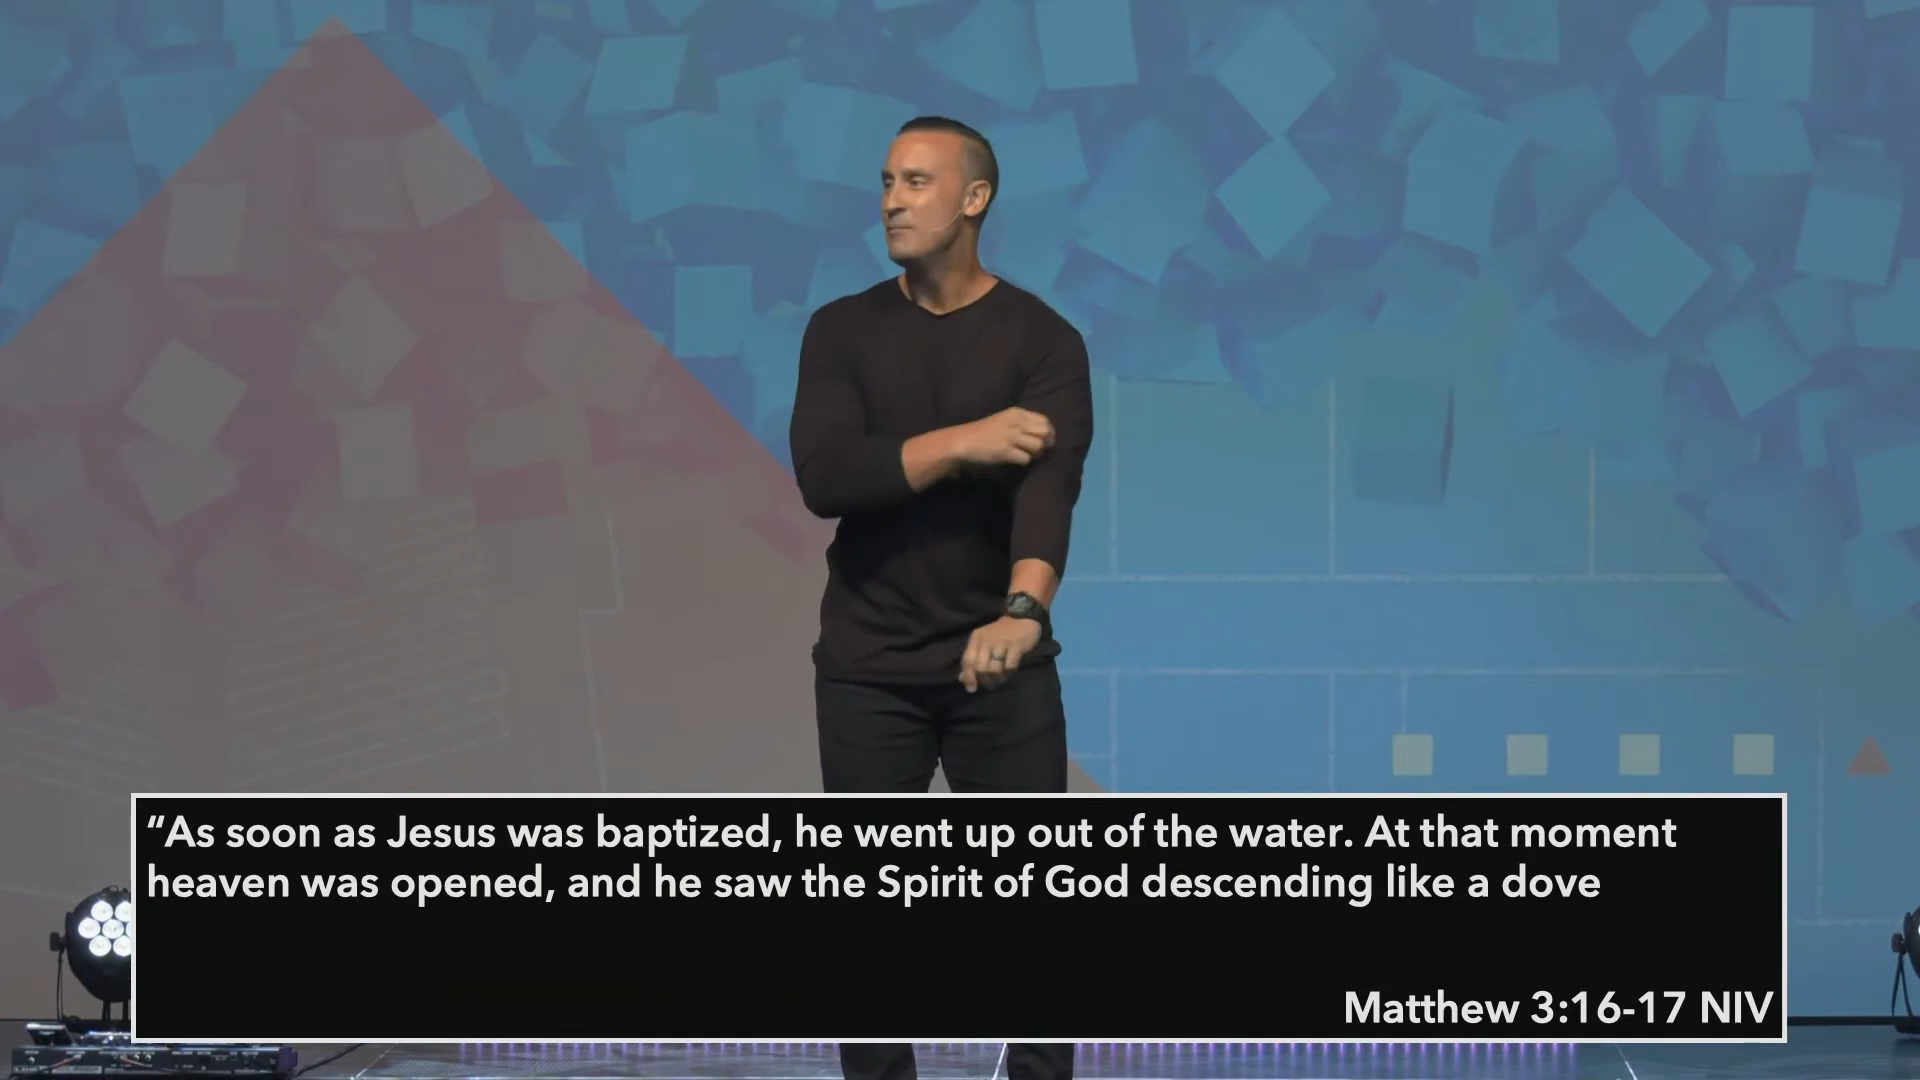 “As soon as Jesus was baptized, he went up out of the water. At that moment
heaven was opened, and he saw the Spirit of God descending like a dove
Matthew 3:16-17 NIV